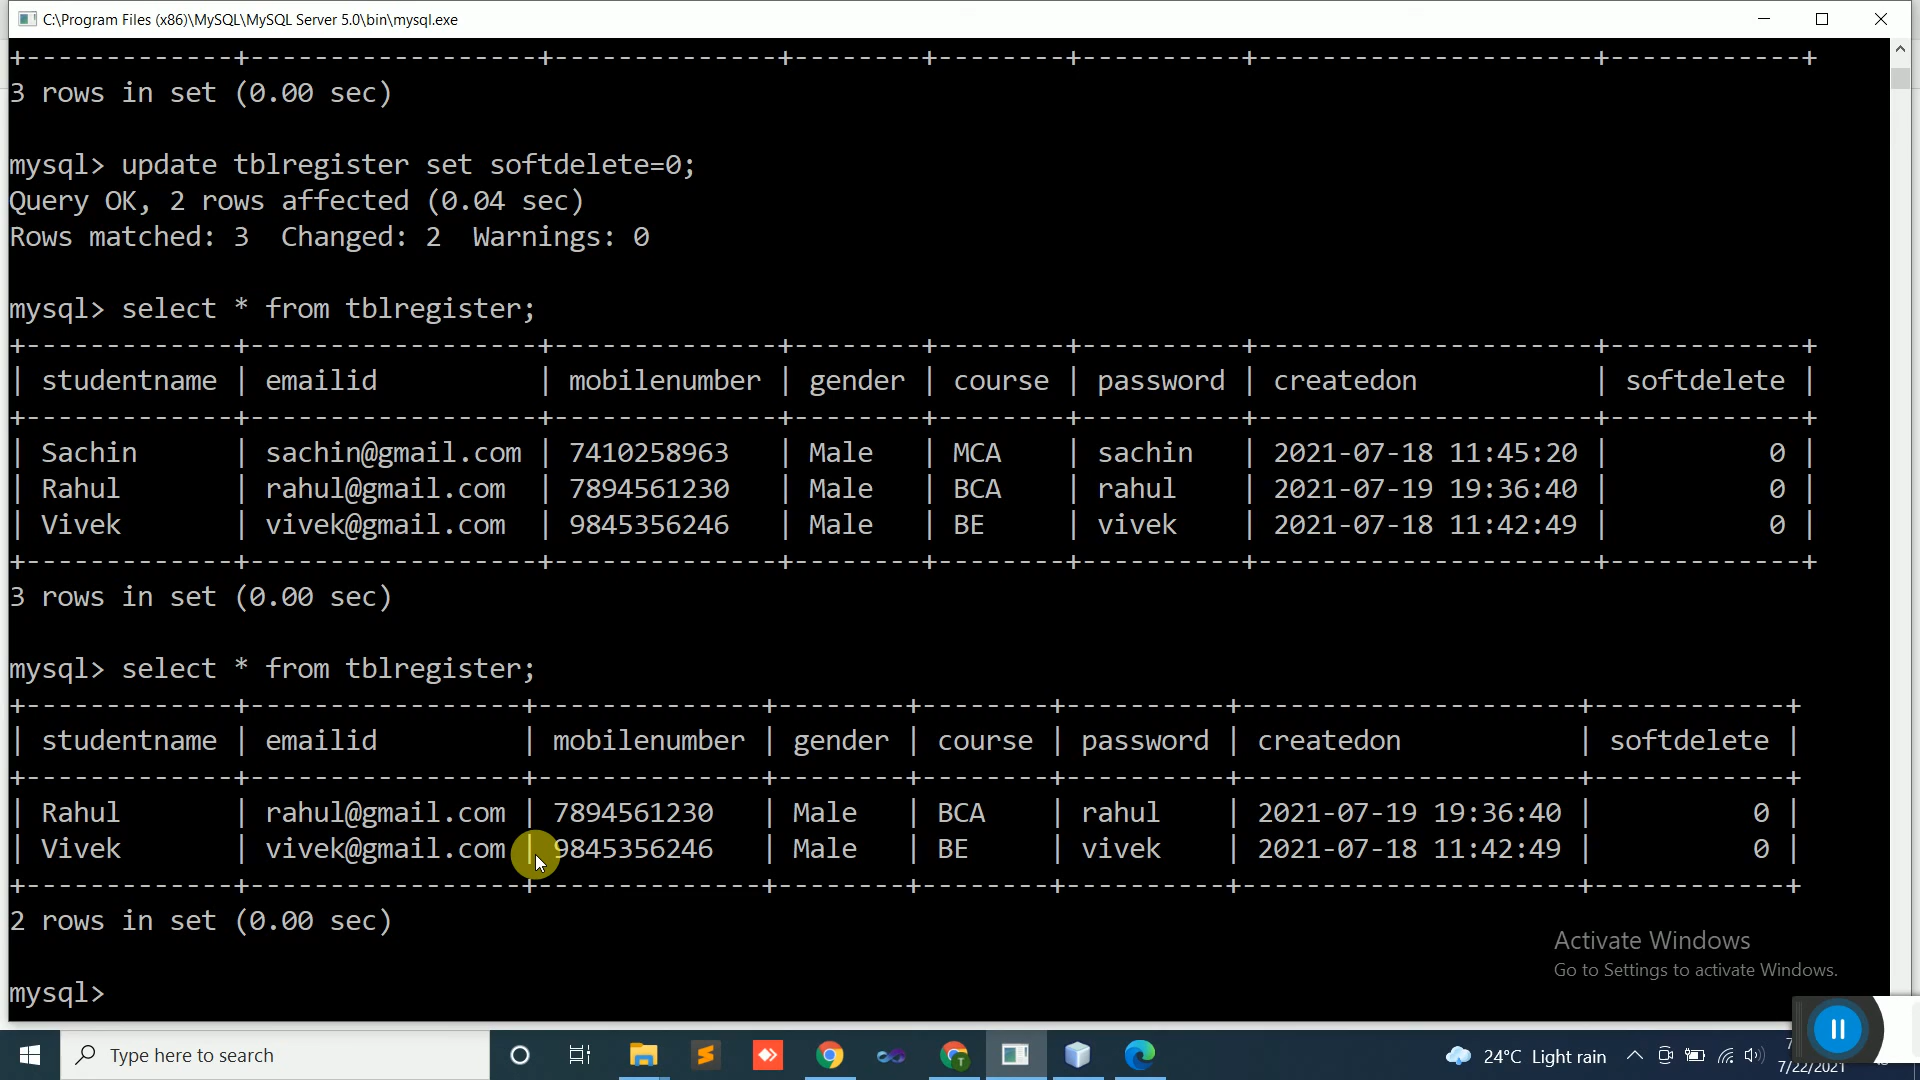 C:\Program Files (x86)\MySQL\MySQL Server 5.0\bin\mysql.exe
+-------------+------------------+--------------+--------+--------+----------+---------------------+------------+
3 rows in set (0.00 sec)
mysql> update tblregister set softdelete=0;
Query OK, 2 rows affected (0.04 sec)
Rows matched: 3  Changed: 2  Warnings: 0
mysql> select * from tblregister;
+-------------+------------------+--------------+--------+--------+----------+---------------------+------------+
| studentname | emailid          | mobilenumber | gender | course | password | createdon           | softdelete |
+-------------+------------------+--------------+--------+--------+----------+---------------------+------------+
| Sachin      | sachin@gmail.com | 7410258963   | Male   | MCA    | sachin   | 2021-07-18 11:45:20 |          0 |
| Rahul       | rahul@gmail.com  | 7894561230   | Male   | BCA    | rahul    | 2021-07-19 19:36:40 |          0 |
| Vivek       | vivek@gmail.com  | 9845356246   | Male   | BE     | vivek    | 2021-07-18 11:42:49 |          0 |
+-------------+------------------+--------------+--------+--------+----------+---------------------+------------+
3 rows in set (0.00 sec)
mysql> select * from tblregister;
+-------------+-----------------+--------------+--------+--------+----------+---------------------+------------+
| studentname | emailid         | mobilenumber | gender | course | password | createdon           | softdelete |
+-------------+-----------------+--------------+--------+--------+----------+---------------------+------------+
| Rahul       | rahul@gmail.com | 7894561230   | Male   | BCA    | rahul    | 2021-07-19 19:36:40 |          0 |
| Vivek       | vivek@gmail.com | 9845356246   | Male   | BE     | vivek    | 2021-07-18 11:42:49 |          0 |
+-------------+-----------------+--------------+--------+--------+----------+---------------------+------------+
2 rows in set (0.00 sec)
Activate Windows
Go to Settings to activate Windows.
mysql>
Type here to search
24°C Light rain
7/22/2021